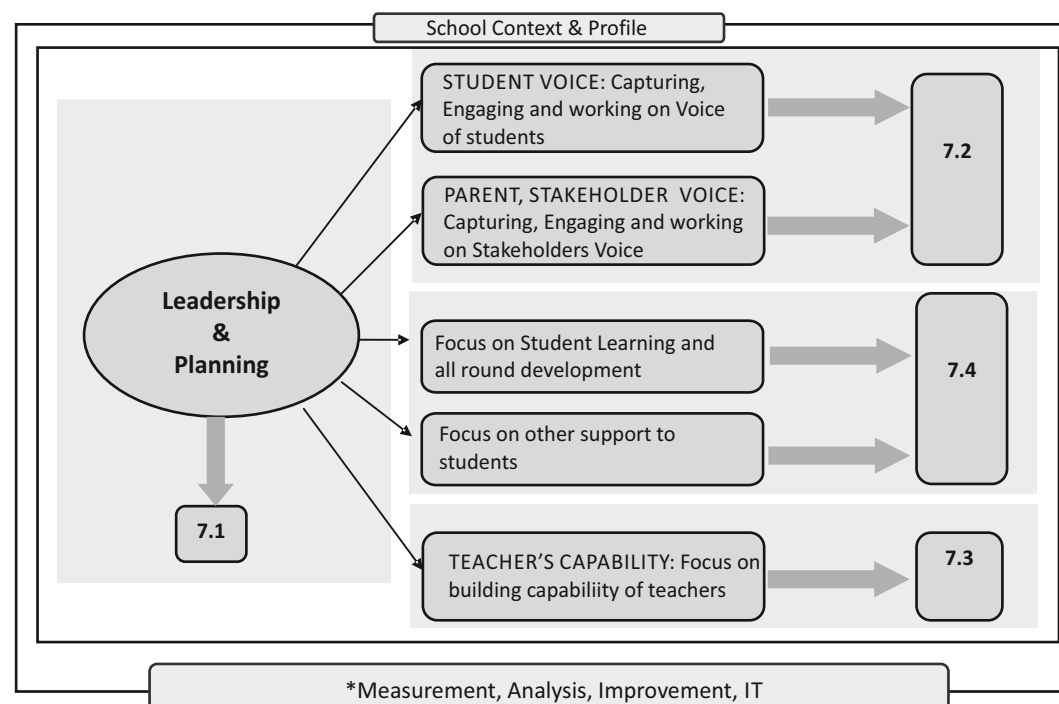 School Context & Profile
STUDENT VOICE: Capturing,
Engaging and working on Voice
of students
7.2
PARENT, STAKEHOLDER VOICE:
Capturing, Engaging and working
on Stakeholders Voice
Leadership
&
Planning
Focus on Student Learning and
all round development
7.4
Focus on other support to
students
7.1
TEACHER'S CAPABILITY: Focus on
building capabiliity of teachers
7.3
*Measurement, Analysis, Improvement, IT